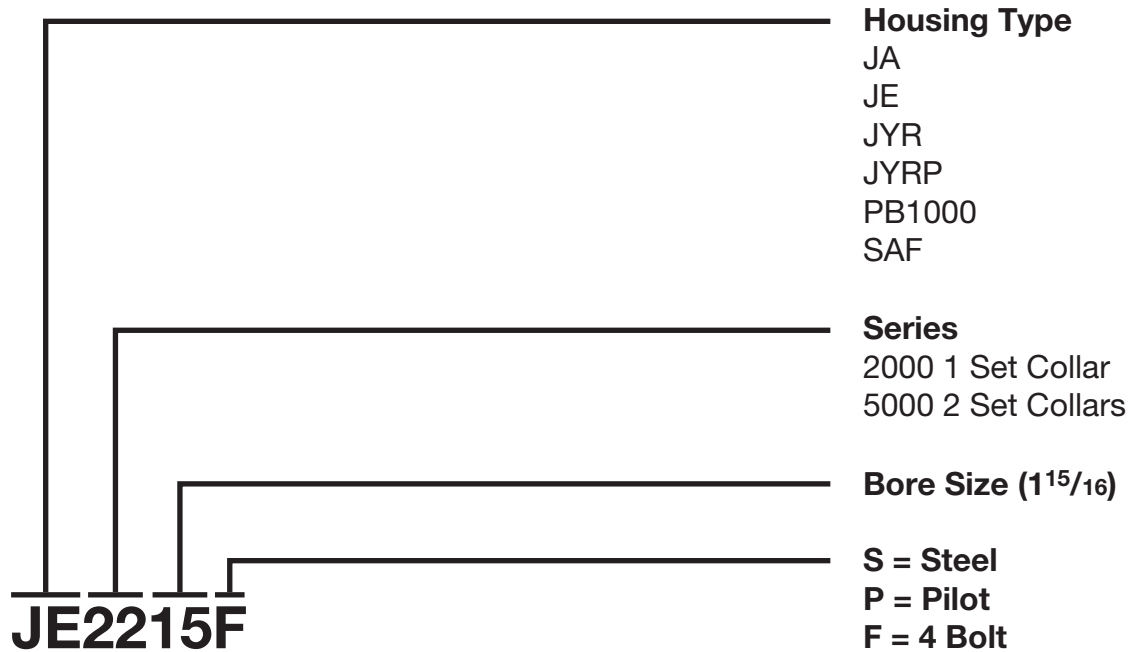 Housing Type
JA
JE
JYR
JYRP
PB1000
SAF
Series
2000 1 Set Collar
5000 2 Set Collars
Bore Size (1 15/16)
S = Steel
P = Pilot
F = 4 Bolt
JE2215F